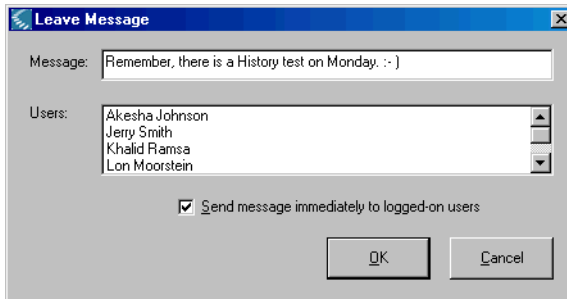 Leave Message
Message: Remember, there is a History test on Monday. :- )
Users: Akesha Johnson
Jerry Smith
Khalid Ramsa
Lon Moorstein
Send message immediately to logged-on users
OK Cancel